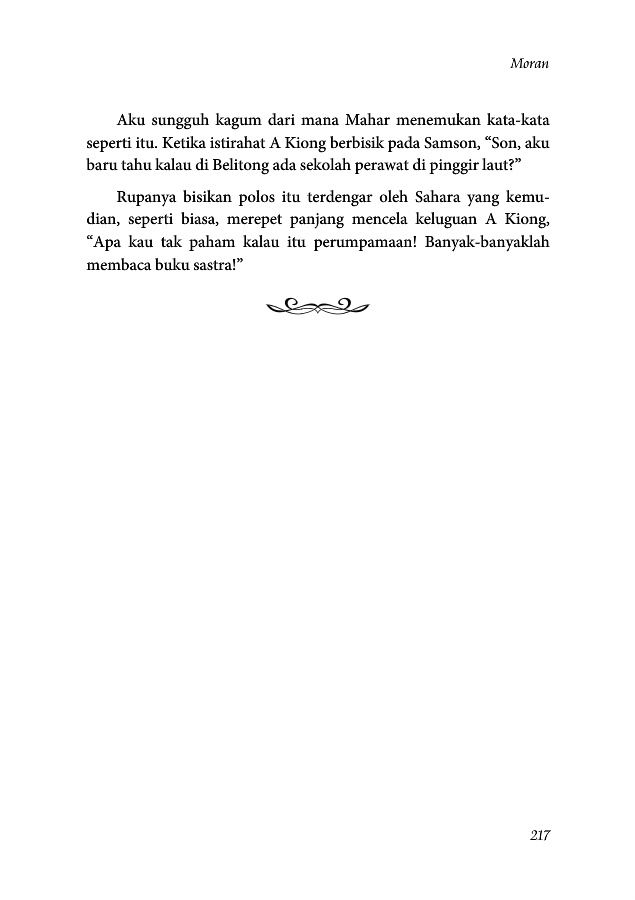 Moran
Aku sungguh kagum dari mana Mahar menemukan kata-kata
seperti itu. Ketika istirahat A Kiong berbisik pada Samson, “Son, aku
baru tahu kalau di Belitong ada sekolah perawat di pinggir laut?”
Rupanya bisikan polos itu terdengar oleh Sahara yang kemu-
dian, seperti biasa, merepet panjang mencela keluguan A Kiong,
“Apa kau tak paham kalau itu perumpamaan! Banyak-banyaklah
membaca buku sastra!”
217